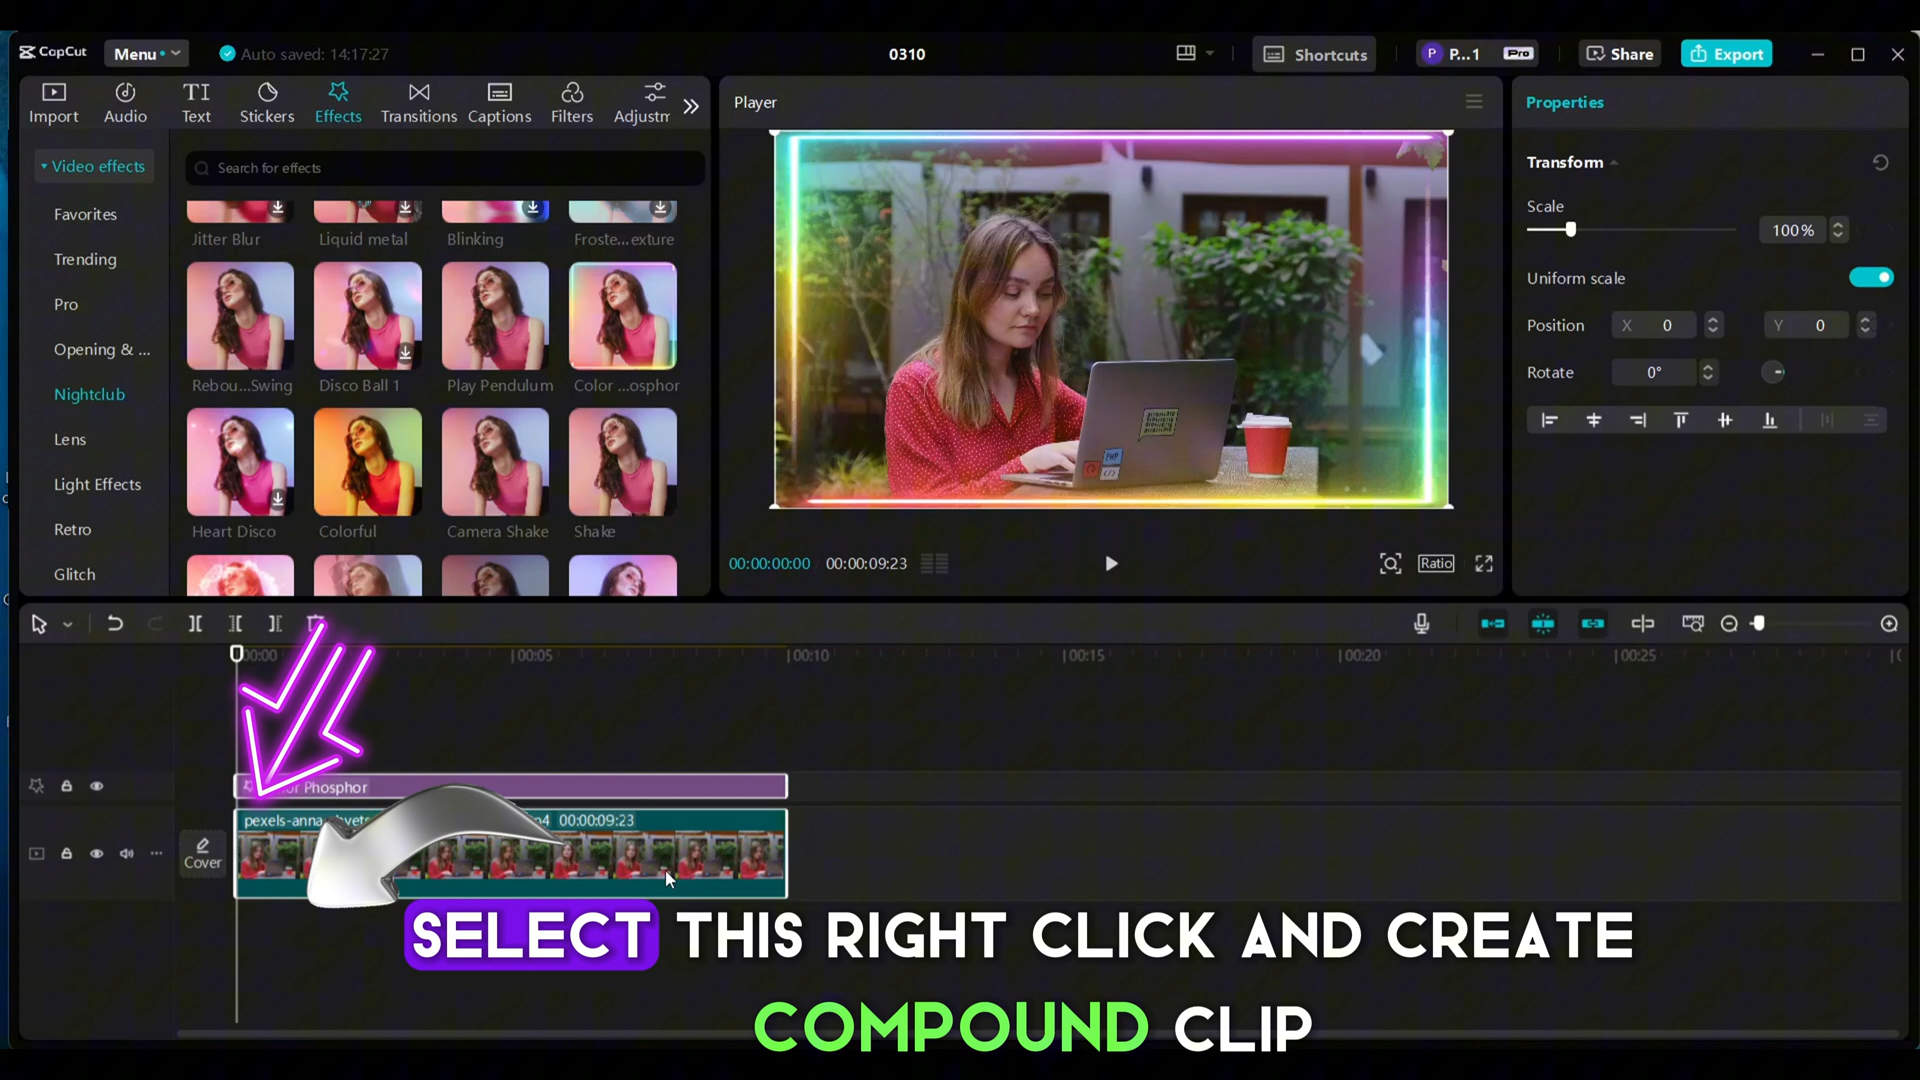 CapCut
Menu
Auto saved: 14:17:27
0310
Shortcuts
P...1
Pro
Share
Export
Import
Audio
Text
Stickers
Effects
Transitions
Captions
Filters
Adjustm
Player
Properties
Video effects
Search for effects
Favorites
Trending
Pro
Opening & ...
Nightclub
Lens
Light Effects
Retro
Glitch
Jitter Blur
Liquid metal
Blinking
Froste...exture
Rebou...Swing
Disco Ball 1
Play Pendulum
Color ...osphor
Heart Disco
Colorful
Camera Shake
Shake
PHP
</>
Transform
Scale
100%
Uniform scale
Position
X 0
Y 0
Rotate
0°
00:00:00:00
00:00:09:23
Ratio
00:00
00:05
00:10
00:15
00:20
00:25
Phosphor
Cover
00:00:09:23
SELECT THIS RIGHT CLICK AND CREATE
COMPOUND CLIP